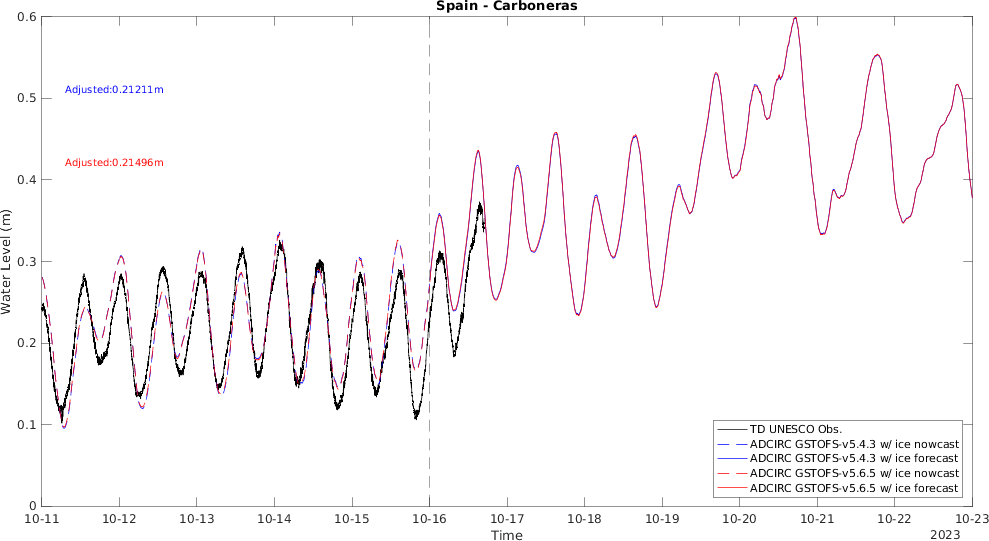 Spain - Carboneras
0.6
0.5
0.4
0.3
0.2
0.1
0
Water Level (m)
Adjusted:0.21211m
Adjusted:0.21496m
TD UNESCO Obs.
ADCIRC GSTOFS-v5.4.3 w/ ice nowcast
ADCIRC GSTOFS-v5.4.3 w/ ice forecast
ADCIRC GSTOFS-v5.6.5 w/ ice nowcast
ADCIRC GSTOFS-v5.6.5 w/ ice forecast
10-11 10-12 10-13 10-14 10-15 10-16 10-17 10-18 10-19 10-20 10-21 10-22 10-23
Time
2023